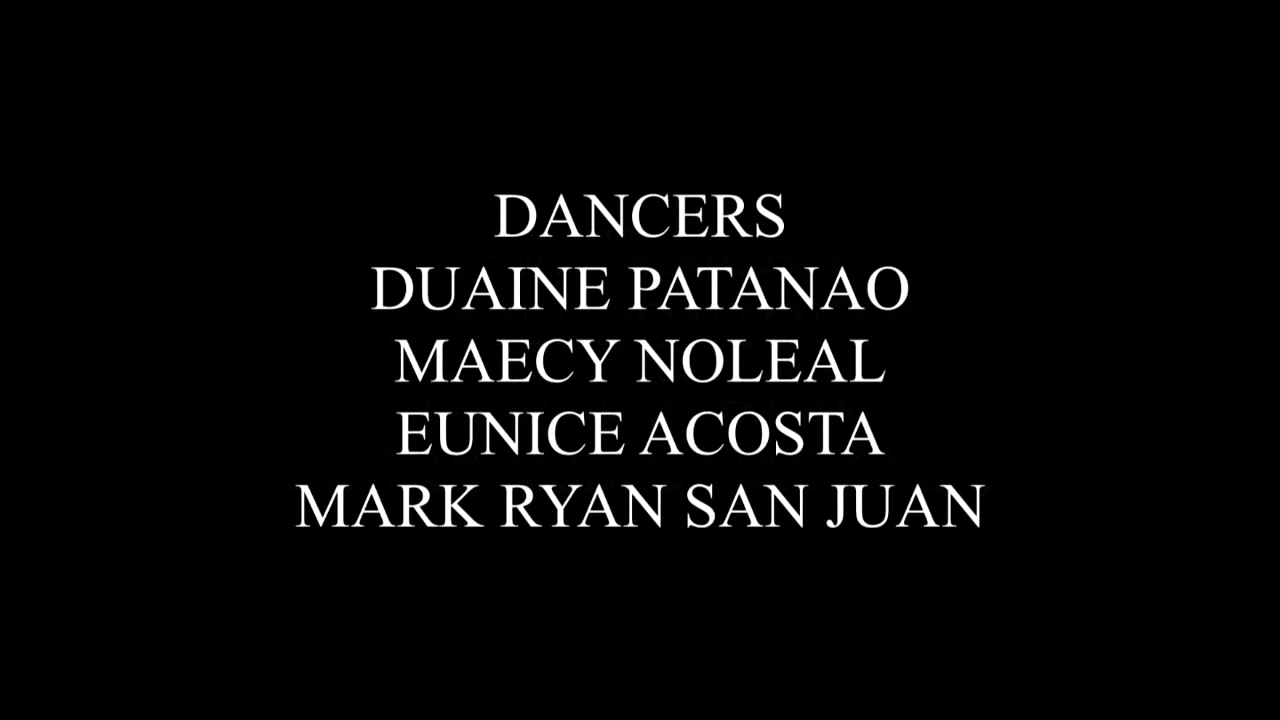 DANCERS
DUAINE PATANAO
MAECY NOLEAL
EUNICE ACOSTA
MARK RYAN SAN JUAN